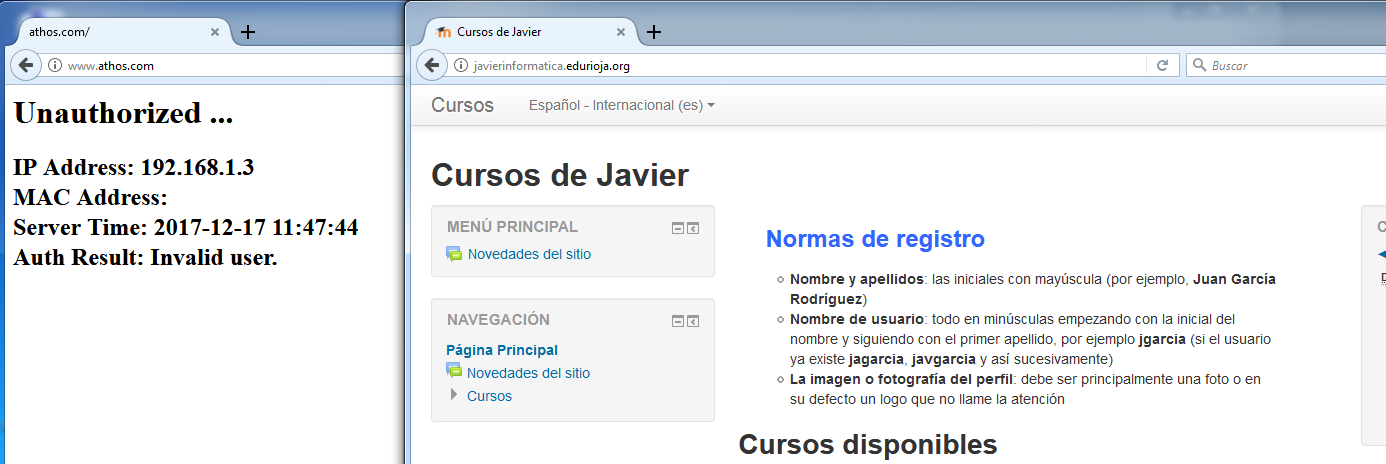 athos.com/
www.athos.com
Unauthorized ...
IP Address: 192.168.1.3
MAC Address:
Server Time: 2017-12-17 11:47:44
Auth Result: Invalid user.
Cursos de Javier
javierinformatica.edurioja.org
Buscar
Cursos
Español - Internacional (es)
Cursos de Javier
MENÚ PRINCIPAL
Novedades del sitio
NAVEGACIÓN
Página Principal
Novedades del sitio
Cursos
Normas de registro
Nombre y apellidos: las iniciales con mayúscula (por ejemplo, Juan García
Rodríguez)
Nombre de usuario: todo en minúsculas empezando con la inicial del
nombre y siguiendo con el primer apellido, por ejemplo jgarcia (si el usuario
ya existe jagarcia, javgarcia y así sucesivamente)
La imagen o fotografía del perfil: debe ser principalmente una foto o en
su defecto un logo que no llame la atención
Cursos disponibles